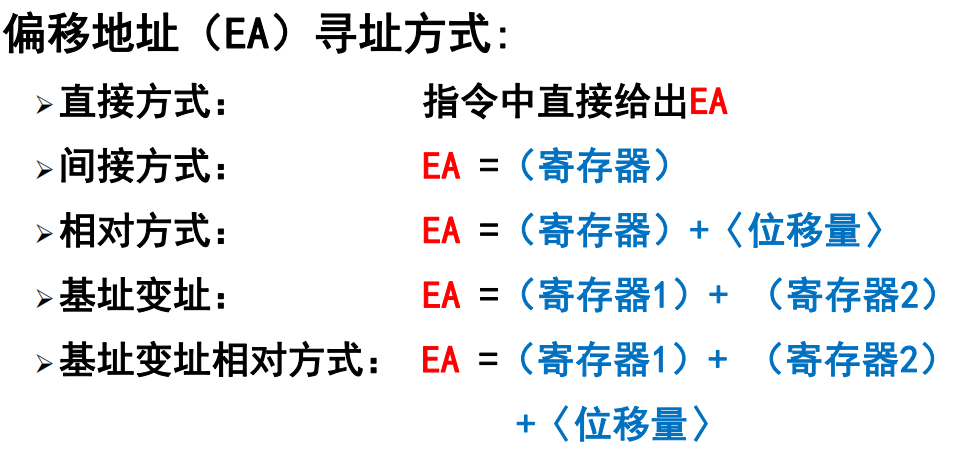 偏移地址（EA）寻址方式:
➢直接方式： 指令中直接给出EA
➢间接方式： EA =（寄存器）
➢相对方式： EA =（寄存器）+〈位移量〉
➢基址变址： EA =（寄存器1）+ （寄存器2）
➢基址变址相对方式： EA =（寄存器1）+ （寄存器2）
+〈位移量〉